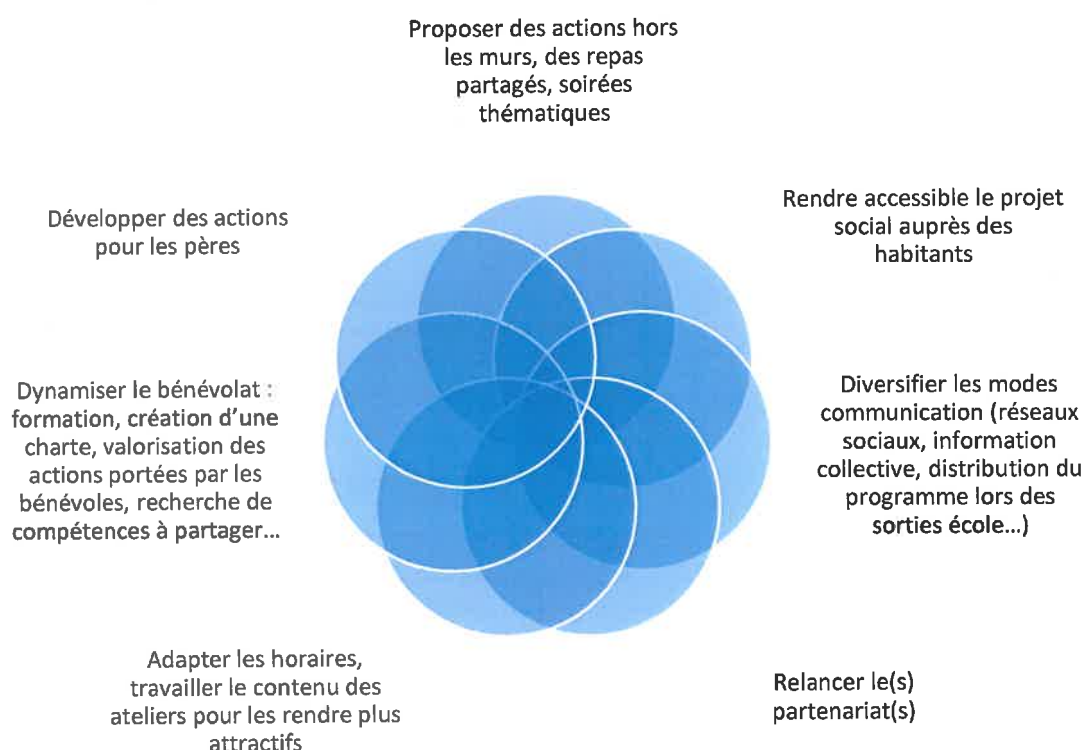 Proposer des actions hors
les murs, des repas
partagés, soirées
thématiques
Rendre accessible le projet
social auprès des
habitants
Diversifier les modes
communication (réseaux
sociaux, information
collective, distribution du
programme lors des
sorties école...)
Relancer le(s)
partenariat(s)
Adapter les horaires,
travailler le contenu des
ateliers pour les rendre plus
attractifs
Dynamiser le bénévolat :
formation, création d'une
charte, valorisation des
actions portées par les
bénévoles, recherche de
compétences à partager...
Développer des actions
pour les pères